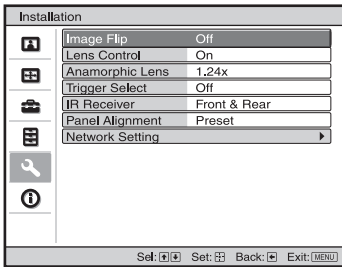 Installation
Image Flip Off
Lens Control On
Anamorphic Lens 1.24x
Trigger Select Off
IR Receiver Front & Rear
Panel Alignment Preset
Network Setting
Sel: Set: Back: Exit: MENU